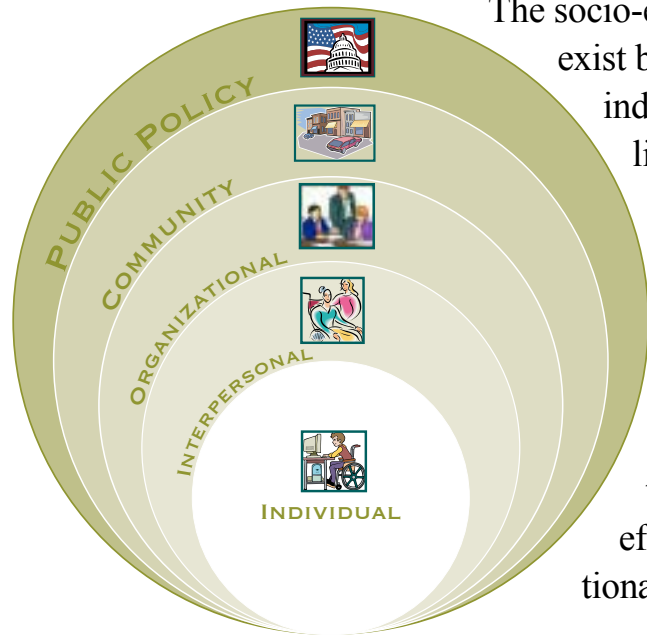 The socio-e
exist b
ind
li
PUBLIC POLICY
COMMUNITY
ORGANIZATIONAL
INTERPERSONAL
INDIVIDUAL
ef
tiona